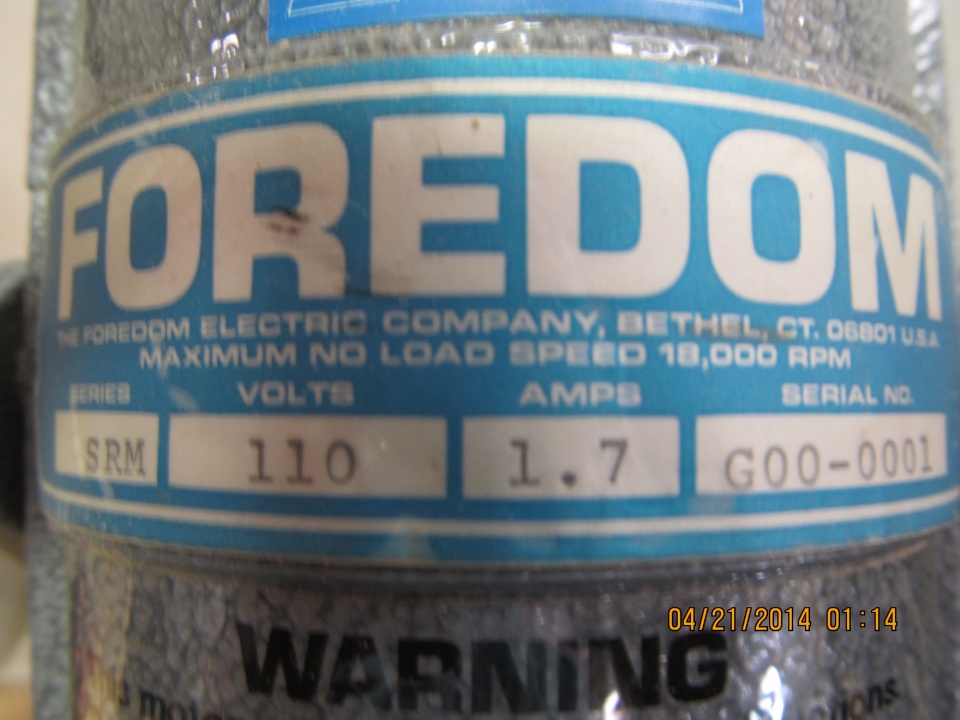 FOREDOM
THE FOREDOM ELECTRIC COMPANY, BETHEL, CT. 06801 U.S.A.
MAXIMUM NO LOAD SPEED 18,000 RPM
SERIES VOLTS AMPS SERIAL NO.
SRM 110 1.7 G00-0001
04/21/2014 01:14
WARNING
motor